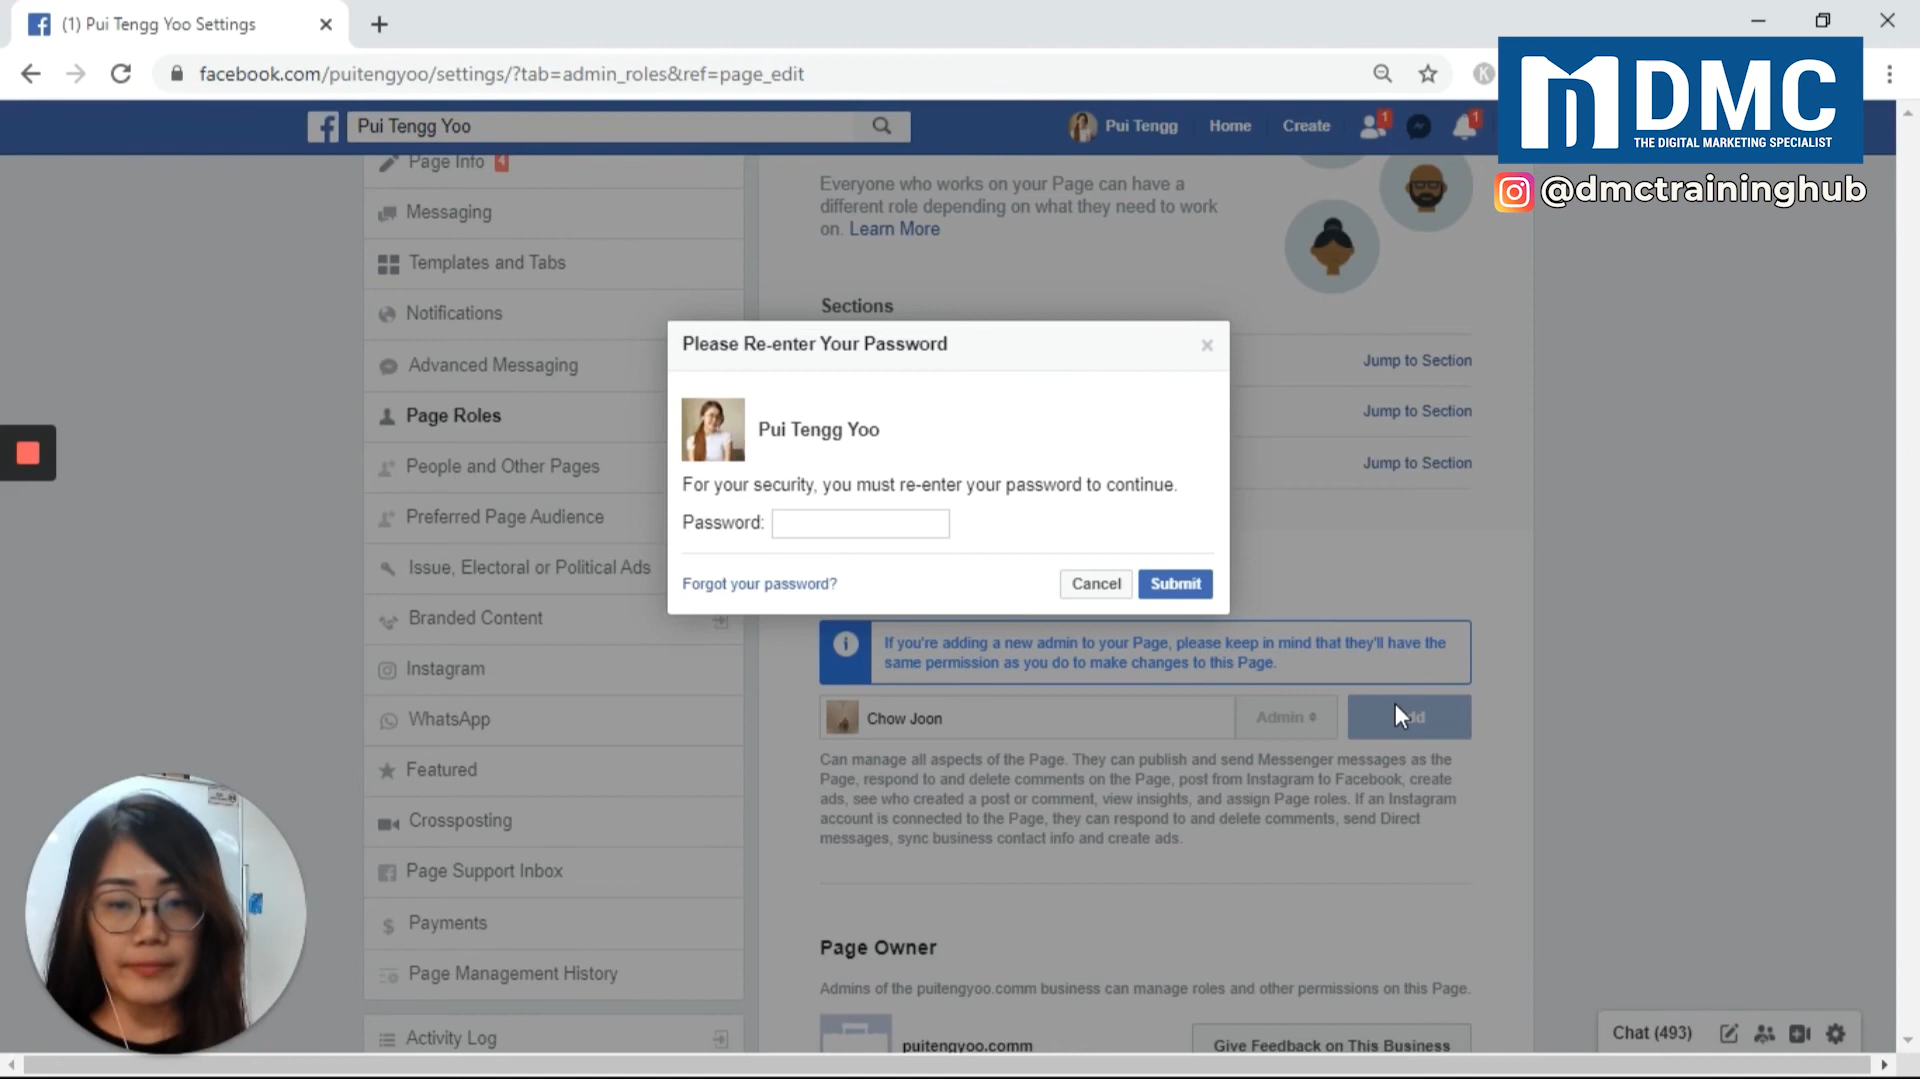 (1) Pui Tengg Yoo Settings
facebook.com/puitengyoo/settings/?tab=admin_roles&ref=page_edit
K
DMC
THE DIGITAL MARKETING SPECIALIST
@dmctraininghub
Pui Tengg Yoo
Pui Tengg
Home
Create
1
1
Page Info 4
Messaging
Templates and Tabs
Notifications
Advanced Messaging
Page Roles
People and Other Pages
Preferred Page Audience
Issue, Electoral or Political Ads
Branded Content
Instagram
WhatsApp
Featured
Crossposting
Page Support Inbox
Payments
Page Management History
Activity Log
Everyone who works on your Page can have a
different role depending on what they need to work
on. Learn More
Sections
Jump to Section
Jump to Section
Jump to Section
Please Re-enter Your Password
Pui Tengg Yoo
For your security, you must re-enter your password to continue.
Password:
Forgot your password?
Cancel
Submit
If you're adding a new admin to your Page, please keep in mind that they'll have the
same permission as you do to make changes to this Page.
Chow Joon
Admin
Can manage all aspects of the Page. They can publish and send Messenger messages as the
Page, respond to and delete comments on the Page, post from Instagram to Facebook, create
ads, see who created a post or comment, view insights, and assign Page roles. If an Instagram
account is connected to the Page, they can respond to and delete comments, send Direct
messages, sync business contact info and create ads.
Page Owner
Admins of the puitengyoo.comm business can manage roles and other permissions on this Page.
puitengyoo.comm
Give Feedback on This Business
Chat (493)